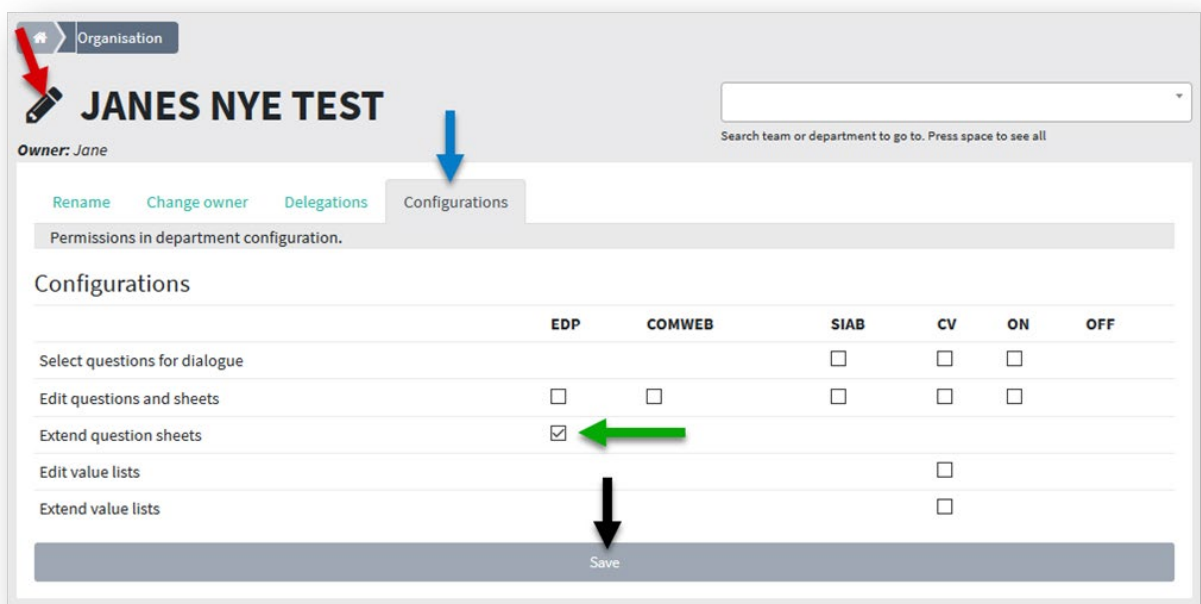 Organisation
JANES NYE TEST
Search team or department to go to. Press space to see all
Owner: Jane
Rename Change owner Delegations Configurations
Permissions in department configuration.
Configurations
EDP COMWEB SIAB CV ON OFF
Select questions for dialogue
Edit questions and sheets
Extend question sheets
Edit value lists
Extend value lists
Save